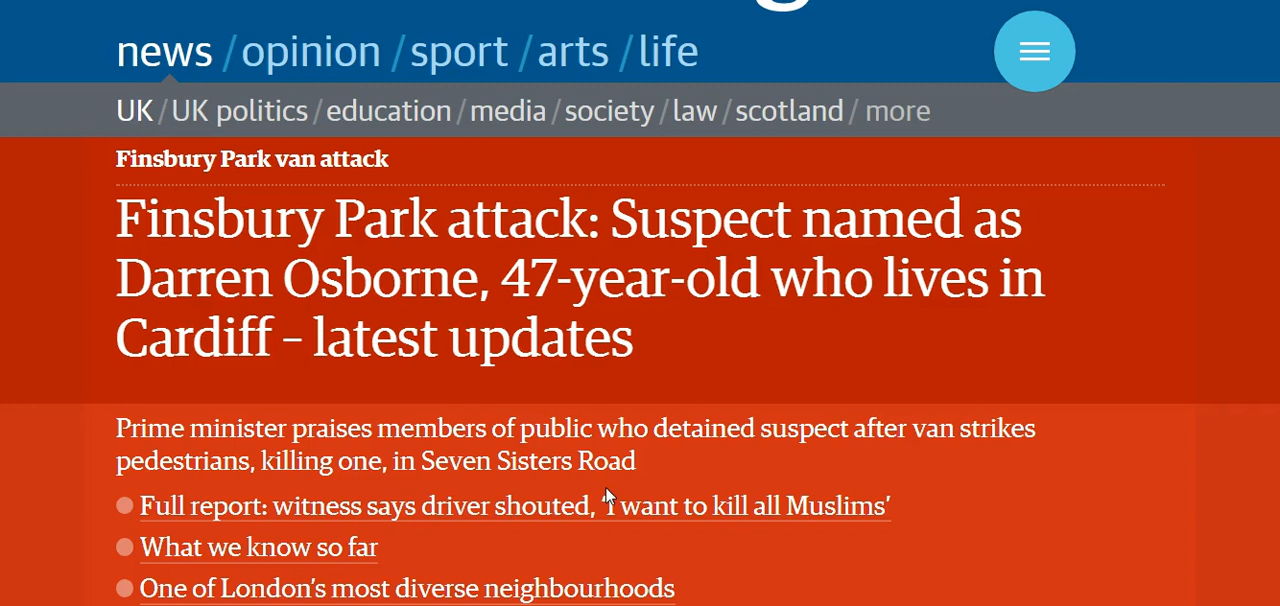 news / opinion / sport / arts / life
UK / UK politics / education / media / society / law / scotland / more
Finsbury Park van attack
Finsbury Park attack: Suspect named as
Darren Osborne, 47-year-old who lives in
Cardiff – latest updates
Prime minister praises members of public who detained suspect after van strikes
pedestrians, killing one, in Seven Sisters Road
Full report: witness says driver shouted, ‘I want to kill all Muslims’
What we know so far
One of London’s most diverse neighbourhoods